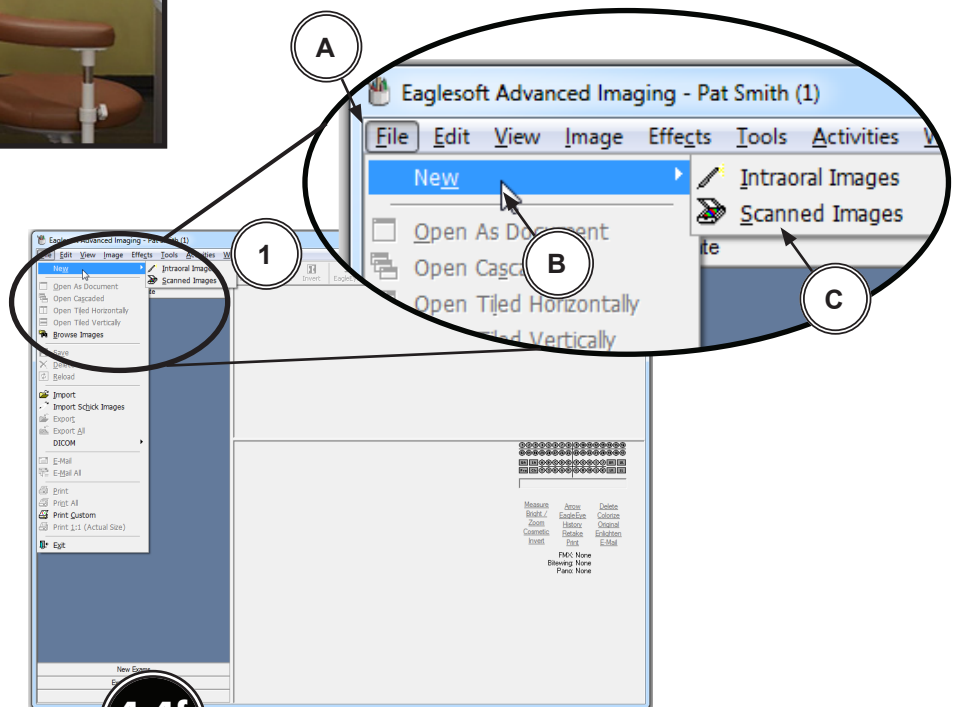 A
Eaglesoft Advanced Imaging - Pat Smith (1)
File Edit View Image Effects Tools Activities
New
Intraoral Images
Scanned Images
Open As Document
B
C
Open Tiled Horizontally
Tiled Vertically
1
Eaglesoft Advanced Imaging - Pat Smith (1)
File Edit View Image Effects Tools Activities
New
Intraoral Images
Scanned Images
Invert
Open As Document
Open Cascaded
Open Tiled Horizontally
Open Tiled Vertically
Browse Images
Save
Reload
Import
Import Schick Images
Export
Export All
DICOM
E-Mail
E-Mail All
Print
Print All
Print Custom
Print 1:1 (Actual Size)
Exit
Measure Arrow Delete
Bright / EagleEye Colorize
Zoom History Original
Cosmetic Retake Enlighten
Invert Print E-Mail
FMX: None
Bitewing: None
Pano: None
New Exams